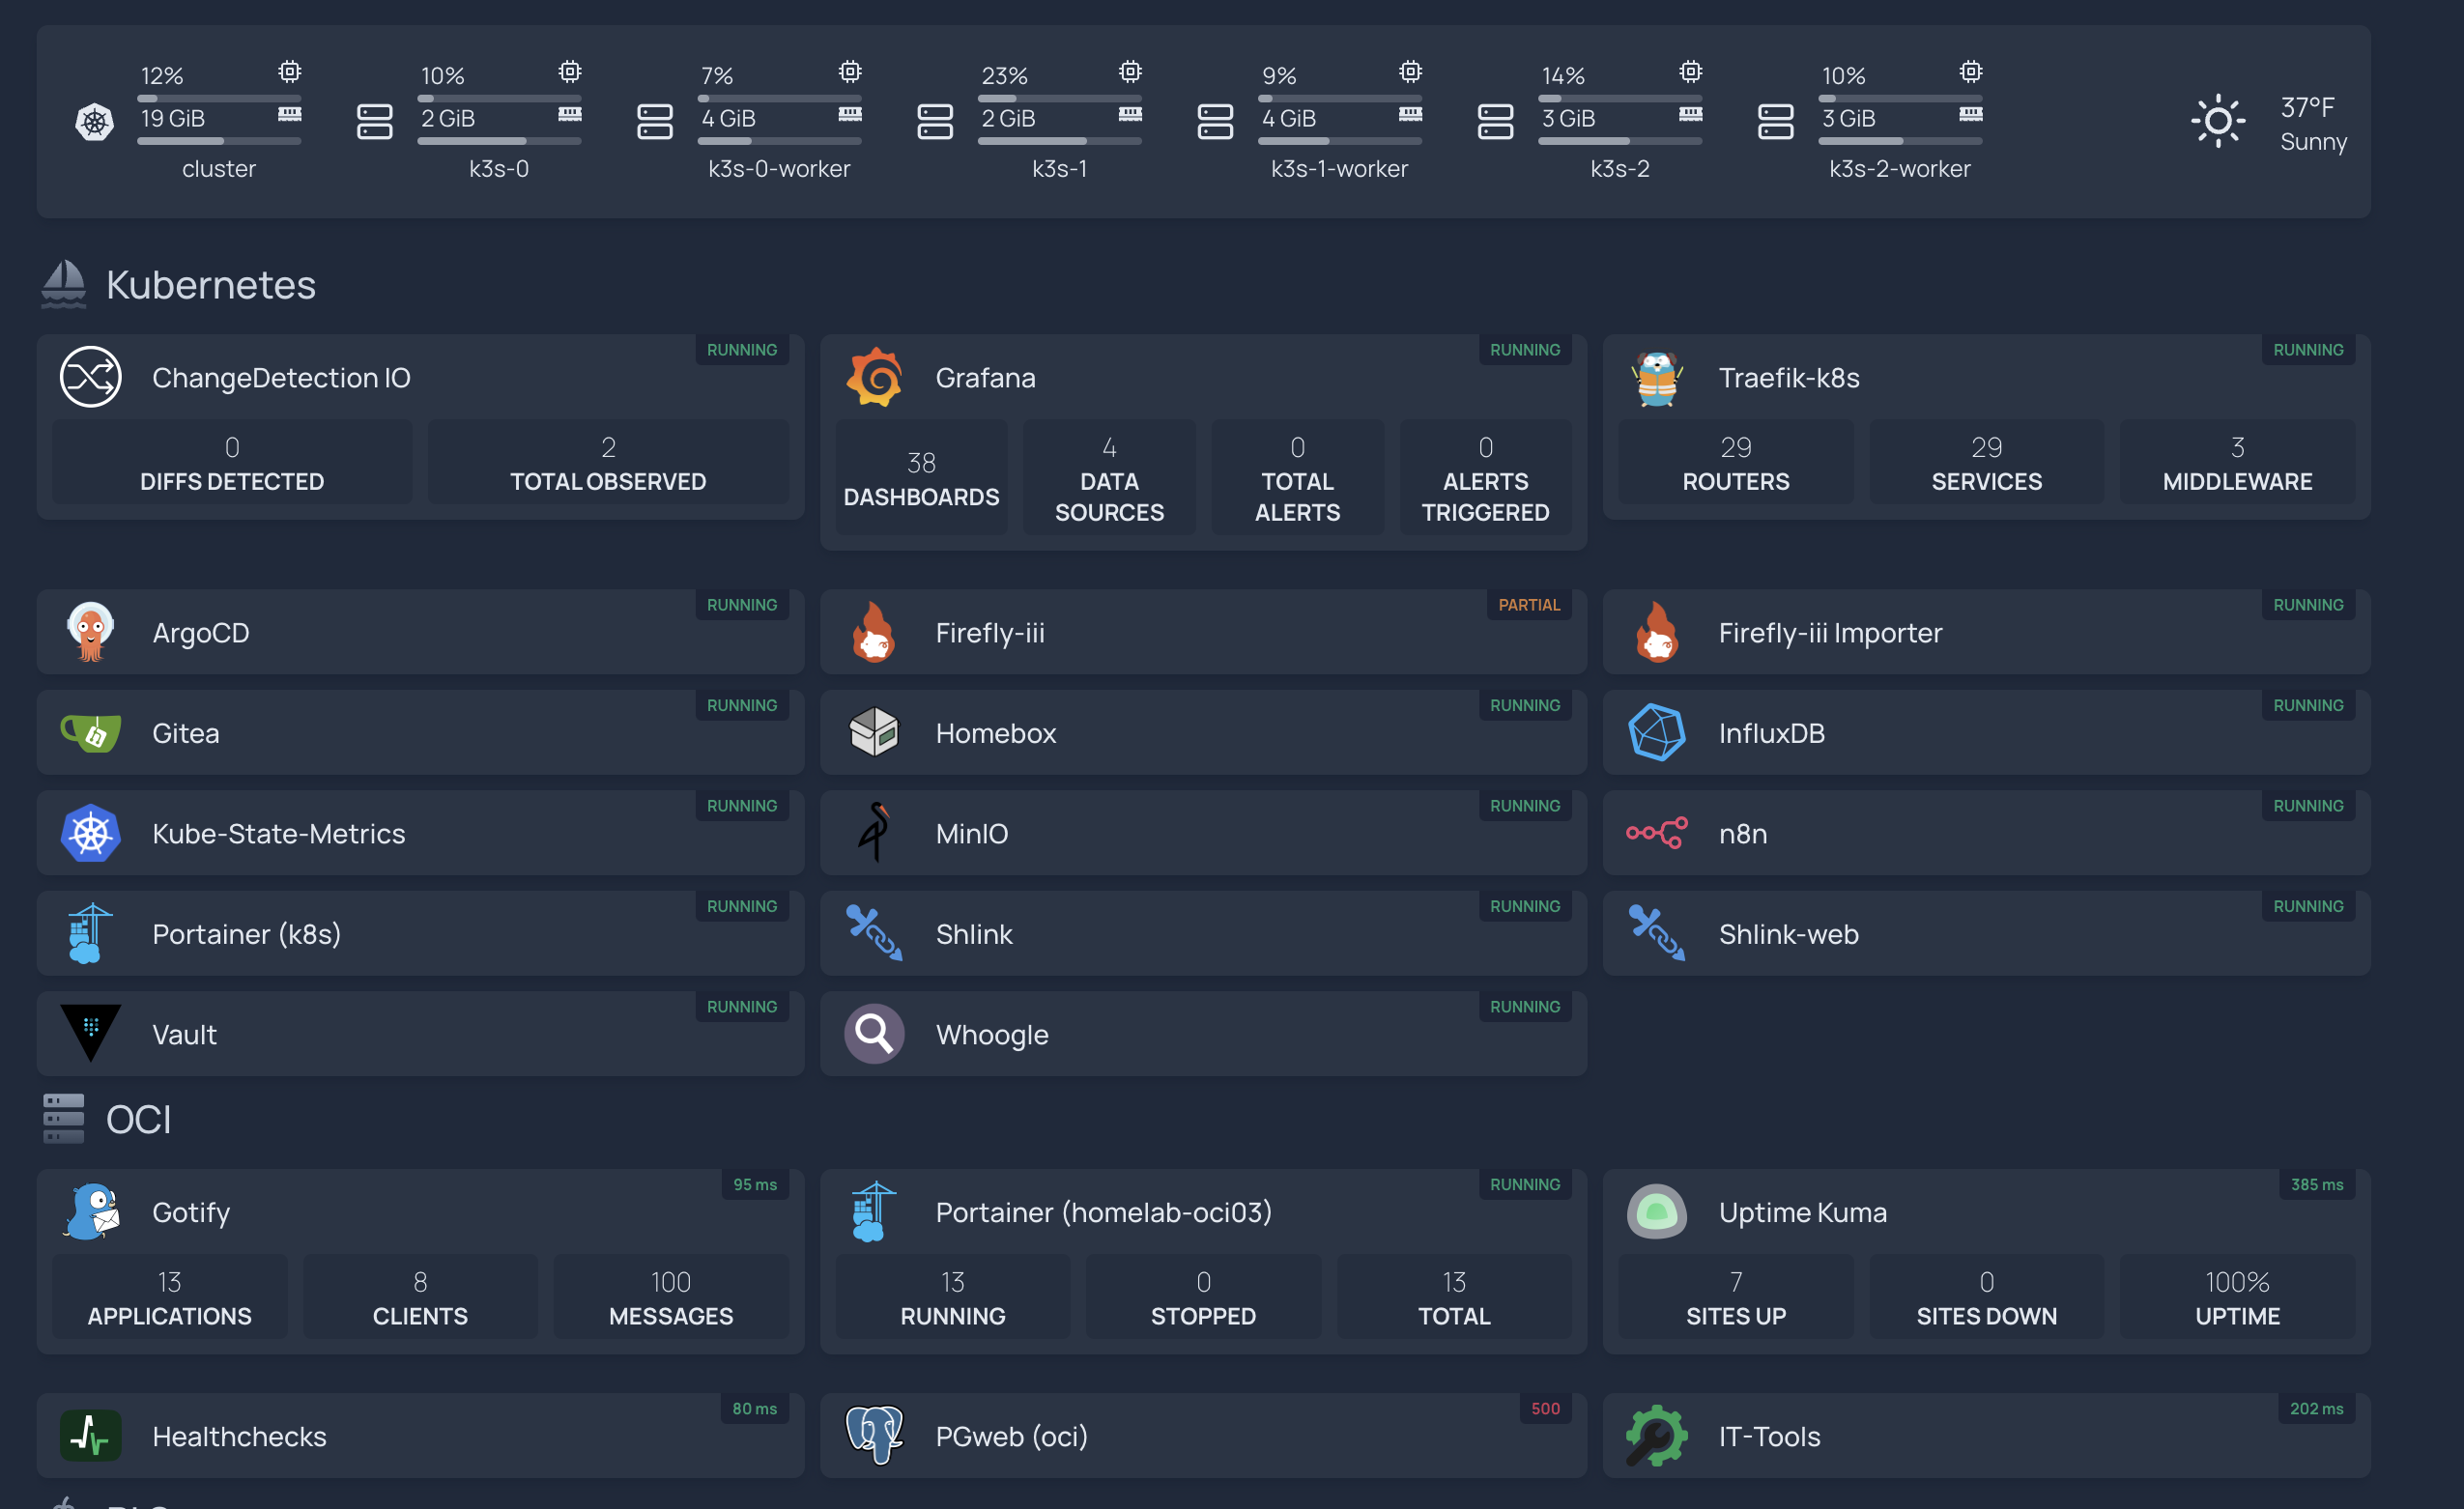 12%
19 GiB
cluster
10%
2 GiB
k3s-0
7%
4 GiB
k3s-0-worker
23%
2 GiB
k3s-1
9%
4 GiB
k3s-1-worker
14%
3 GiB
k3s-2
10%
3 GiB
k3s-2-worker
37°F
Sunny
Kubernetes
ChangeDetection IO
RUNNING
0
DIFFS DETECTED
2
TOTAL OBSERVED
Grafana
RUNNING
38
DASHBOARDS
4
DATA
SOURCES
0
TOTAL
ALERTS
0
ALERTS
TRIGGERED
Traefik-k8s
RUNNING
29
ROUTERS
29
SERVICES
3
MIDDLEWARE
ArgoCD
RUNNING
Firefly-iii
PARTIAL
Firefly-iii Importer
RUNNING
Gitea
RUNNING
Homebox
RUNNING
InfluxDB
RUNNING
Kube-State-Metrics
RUNNING
MinIO
RUNNING
n8n
RUNNING
Portainer (k8s)
RUNNING
Shlink
RUNNING
Shlink-web
RUNNING
Vault
RUNNING
Whoogle
RUNNING
OCI
Gotify
95 ms
13
APPLICATIONS
8
CLIENTS
100
MESSAGES
Portainer (homelab-oci03)
RUNNING
13
RUNNING
0
STOPPED
13
TOTAL
Uptime Kuma
385 ms
7
SITES UP
0
SITES DOWN
100%
UPTIME
Healthchecks
80 ms
PGweb (oci)
500
IT-Tools
202 ms